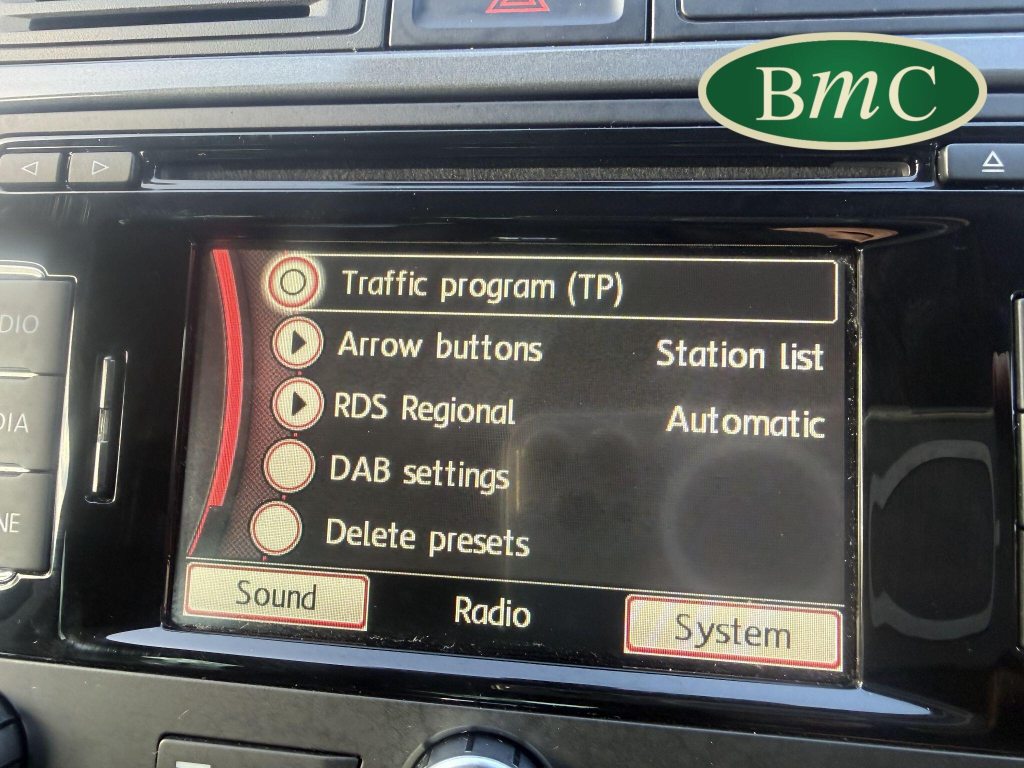 BmC
Traffic program (TP)
Arrow buttons Station list
RDS Regional Automatic
DAB settings
Delete presets
Sound Radio System